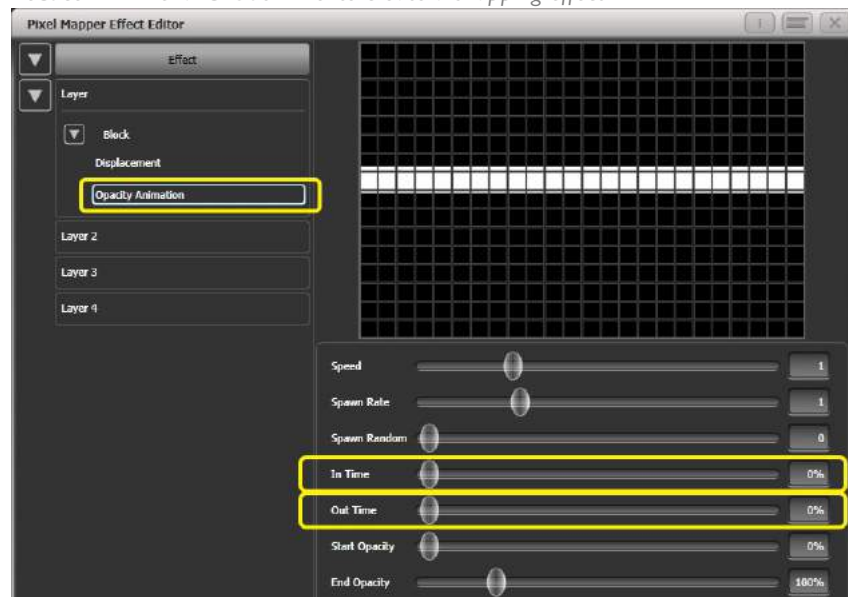 Pixel Mapper Effect Editor
Effect
Layer
Block
Displacement
Opacity Animation
Layer 2
Layer 3
Layer 4
Speed 1
Spawn Rate 1
Spawn Random 0
In Time 0%
Out Time 0%
Start Opacity 0%
End Opacity 100%